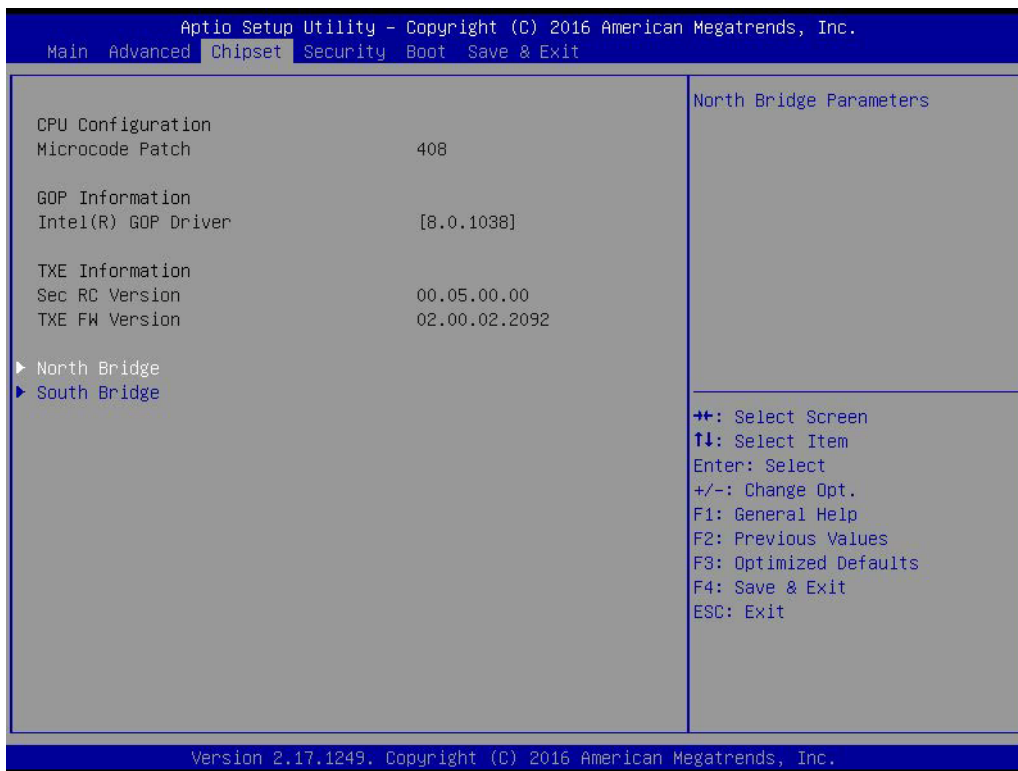 Aptio Setup Utility – Copyright (C) 2016 American Megatrends, Inc.
Main Advanced Chipset Security Boot Save & Exit
CPU Configuration
Microcode Patch 408
GOP Information
Intel(R) GOP Driver [8.0.1038]
TXE Information
Sec RC Version 00.05.00.00
TXE FW Version 02.00.02.2092
▶ North Bridge
▶ South Bridge
North Bridge Parameters
→←: Select Screen
↑↓: Select Item
Enter: Select
+/-: Change Opt.
F1: General Help
F2: Previous Values
F3: Optimized Defaults
F4: Save & Exit
ESC: Exit
Version 2.17.1249. Copyright (C) 2016 American Megatrends, Inc.